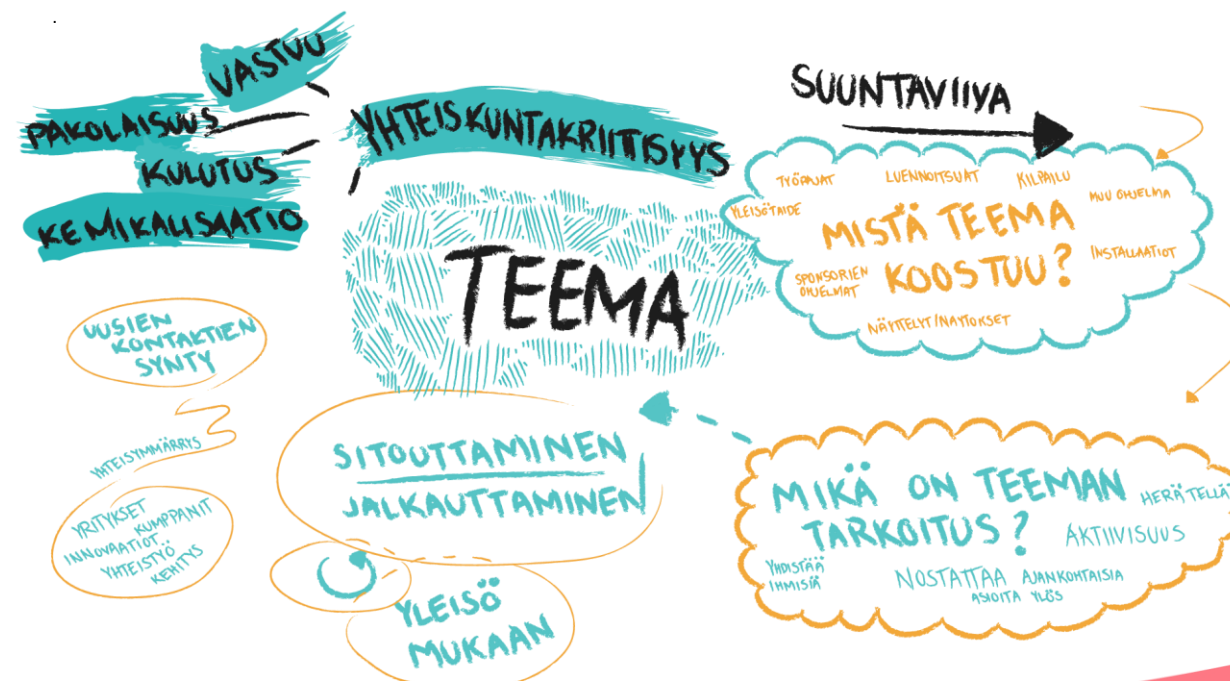 VASTUU
PAKOLAISUUS
KULUTUS
KEMIKALISAATIO
YHTEISKUNTAKRIITTISYYS
TEEMA
SUUNTAVIIVA
TYÖPAJAT
LUENNOITSIJAT
KILPAILU
MUU OHJELMA
YLEISÖTAIDE
MISTÄ TEEMA
KOOSTUU?
INSTALLAATIOT
SPONSORIEN
OHJELMAT
NÄYTTELYT/NÄYTÖKSET
UUSIEN
KONTAKTIEN
SYNTY
YHTEISYMMÄRRYS
YRITYKSET
KUMPPANIT
INNOVAATIOT
YHTEISTYÖ
KEHITYS
SITOUTTAMINEN
JALKAUTTAMINEN
YLEISÖ
MUKAAN
MIKÄ ON TEEMAN
TARKOITUS?
HERÄTELLÄ
AKTIIVISUUS
YHDISTÄÄ
IHMISIÄ
NOSTATTAA AJANKOHTAISIA
ASIOITA YLÖS